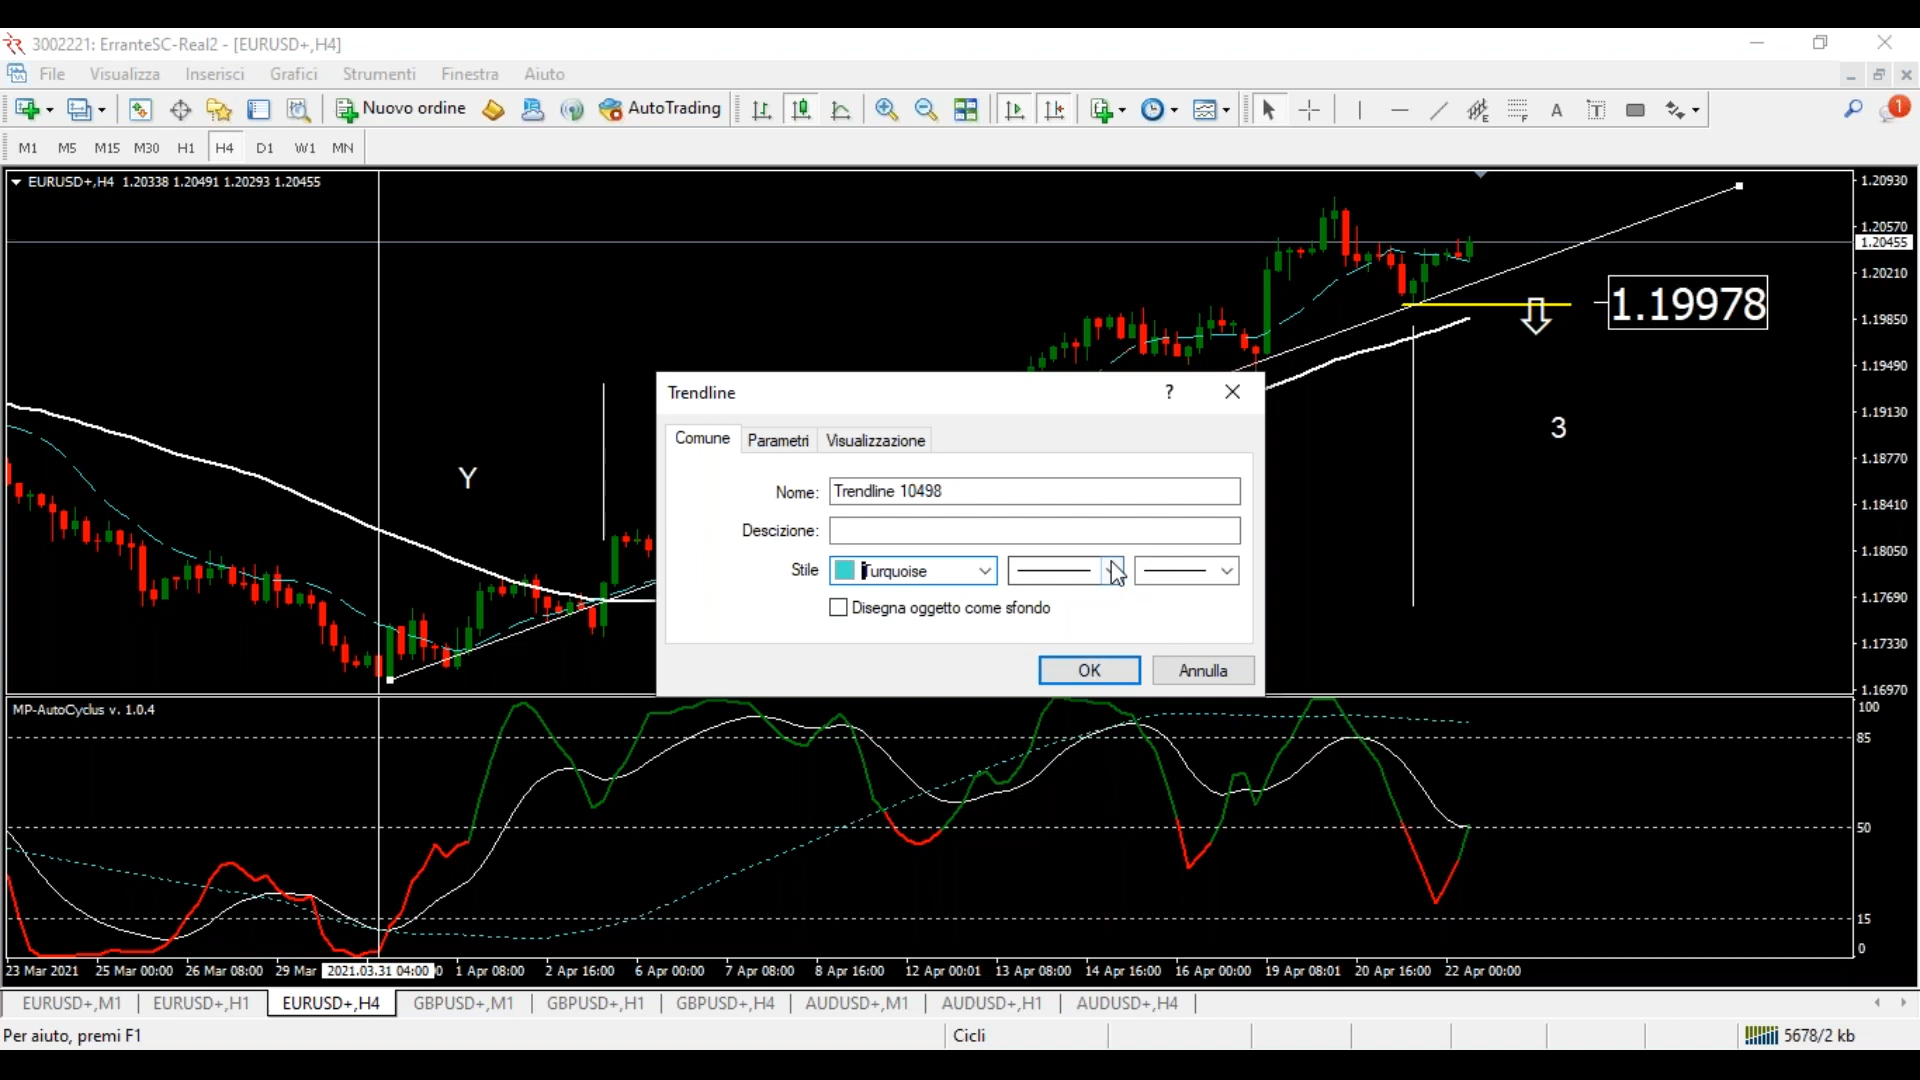 3002221: ErranteSC-Real2 - [EURUSD+,H4]
File Visualizza Inserisci Grafici Strumenti Finestra Aiuto
Nuovo ordine AutoTrading 1
M1 M5 M15 M30 H1 H4 D1 W1 MN
EURUSD+,H4 1.20338 1.20491 1.20293 1.20455
1.20930
1.20570
1.20455
1.20210
1.19978
1.19850
1.19490
1.19130
1.18770
1.18410
1.18050
1.17690
1.17330
1.16970
Y
3
Trendline
?
Comune Parametri Visualizzazione
Nome: Trendline 10498
Descizione:
Stile Turquoise
Disegna oggetto come sfondo
OK Annulla
MP-AutoCyclus v. 1.0.4
100
85
50
15
0
23 Mar 2021 25 Mar 00:00 26 Mar 08:00 29 Mar 2021.03.31 04:00 1 Apr 08:00 2 Apr 16:00 6 Apr 00:00 7 Apr 08:00 8 Apr 16:00 12 Apr 00:01 13 Apr 08:00 14 Apr 16:00 16 Apr 00:00 19 Apr 08:01 20 Apr 16:00 22 Apr 00:00
EURUSD+,M1 EURUSD+,H1 EURUSD+,H4 GBPUSD+,M1 GBPUSD+,H1 GBPUSD+,H4 AUDUSD+,M1 AUDUSD+,H1 AUDUSD+,H4
Per aiuto, premi F1 Cicli 5678/2 kb